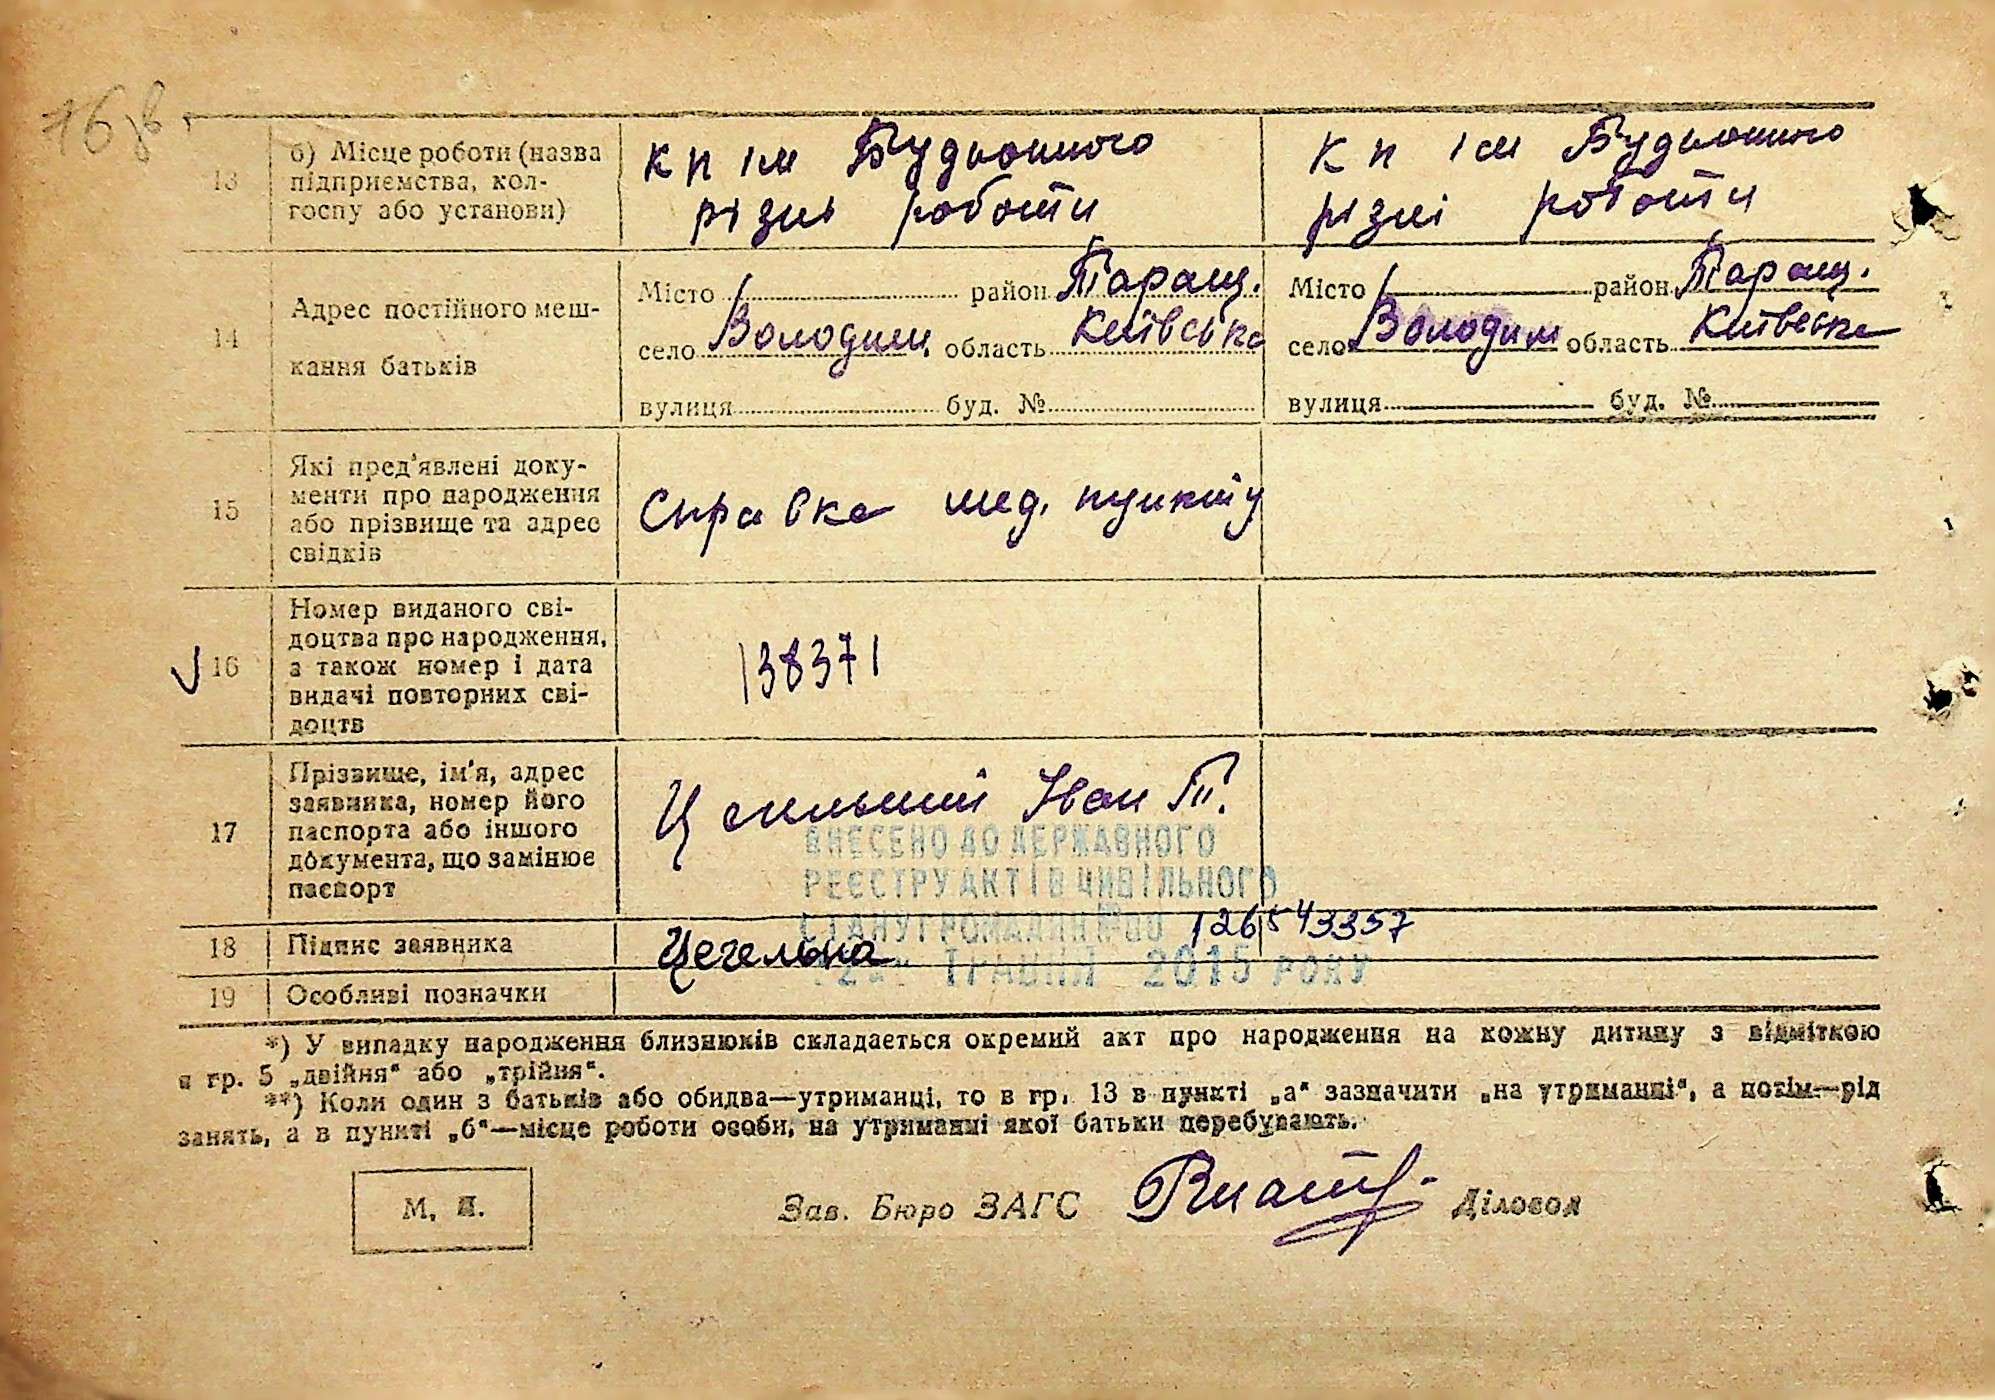 16 зв.
13
б) Місце роботи (назва
підприємства, кол-
госпу або установи)
к п ім Будьонного
різні роботи
к п ім Будьонного
різні роботи
14
Адрес постійного меш-
кання батьків
Місто район Таращ.
село Володим. область Київська
вулиця буд. №
Місто район Таращ.
село Володим область Київська
вулиця буд. №
15
Які пред'явлені доку-
менти про народження
або прізвище та адрес
свідків
Справка мед. пункту
16
Номер виданого сві-
доцтва про народження,
а також номер і дата
видачі повторних сві-
доцтв
138371
17
Прізвище, ім'я, адрес
заявника, номер його
паспорта або іншого
документа, що замінює
паспорт
Іван Т.
ВНЕСЕНО ДО ДЕРЖАВНОГО
РЕЄСТРУ АКТІВ ЦИВІЛЬНОГО
СТАНУ ГРОМАДЯН № 00126543357
ТРАВНЯ 2015 РОКУ
18
Підпис заявника
Цегельна
19
Особливі позначки
*) У випадку народження близнюків складається окремий акт про народження на кожну дитину з відміткою
в гр. 5 „двійня“ або „трійня“.
**) Коли один з батьків або обидва—утриманці, то в гр. 13 в пункті „а“ зазначити „на утриманні“, а потім—рід
занять, а в пункті „б“—місце роботи особи, на утриманні якої батьки перебувають.
М. П.
Зав. Бюро ЗАГС
Діловод